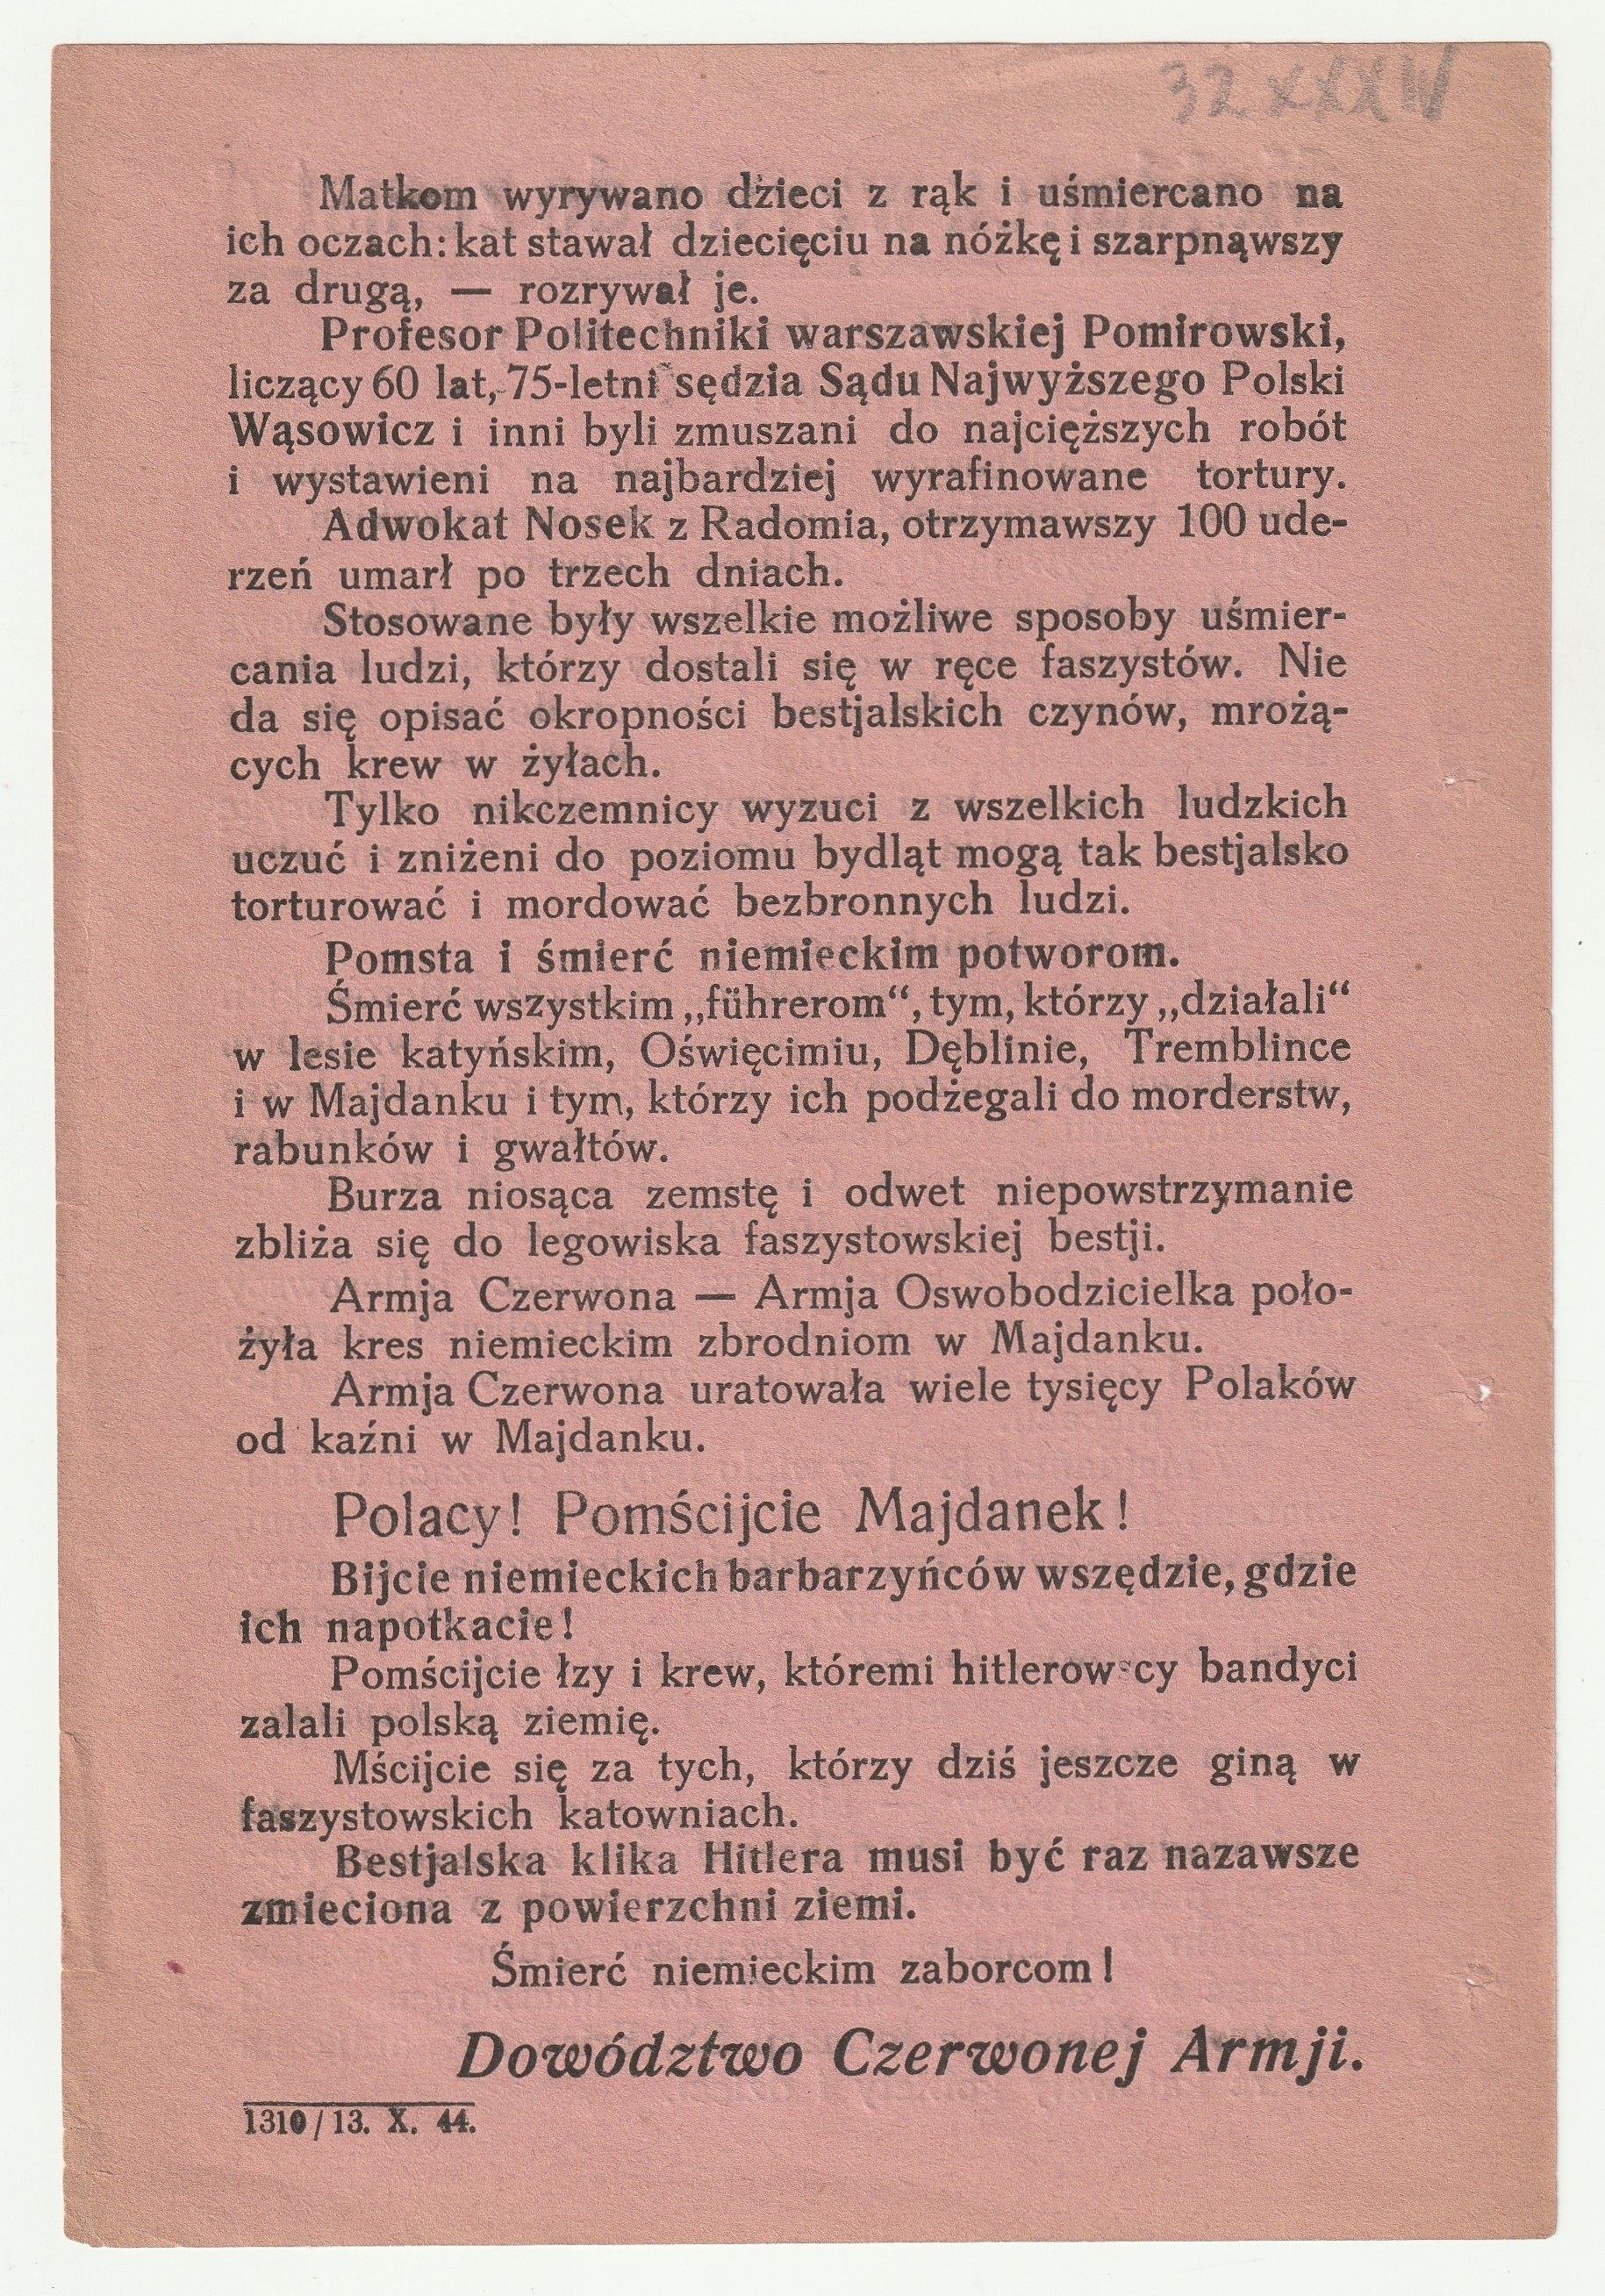 32 XXXIV
Matkom wyrywano dzieci z rąk i uśmiercano na
ich oczach: kat stawał dziecięciu na nóżkę i szarpnąwszy
za drugą, — rozrywał je.
Profesor Politechniki warszawskiej Pomirowski,
liczący 60 lat, 75-letni sędzia Sądu Najwyższego Polski
Wąsowicz i inni byli zmuszani do najcięższych robót
i wystawieni na najbardziej wyrafinowane tortury.
Adwokat Nosek z Radomia, otrzymawszy 100 ude-
rzeń umarł po trzech dniach.
Stosowane były wszelkie możliwe sposoby uśmier-
cania ludzi, którzy dostali się w ręce faszystów. Nie
da się opisać okropności bestjalskich czynów, mrożą-
cych krew w żyłach.
Tylko nikczemnicy wyzuci z wszelkich ludzkich
uczuć i zniżeni do poziomu bydląt mogą tak bestjalsko
torturować i mordować bezbronnych ludzi.
Pomsta i śmierć niemieckim potworom.
Śmierć wszystkim „führerom“, tym, którzy „działali“
w lesie katyńskim, Oświęcimiu, Dęblinie, Tremblince
i w Majdanku i tym, którzy ich podżegali do morderstw,
rabunków i gwałtów.
Burza niosąca zemstę i odwet niepowstrzymanie
zbliża się do legowiska faszystowskiej bestji.
Armja Czerwona — Armja Oswobodzicielka poło-
żyła kres niemieckim zbrodniom w Majdanku.
Armja Czerwona uratowała wiele tysięcy Polaków
od kaźni w Majdanku.
Polacy! Pomścijcie Majdanek!
Bijcie niemieckich barbarzyńców wszędzie, gdzie
ich napotkacie!
Pomścijcie łzy i krew, któremi hitlerowscy bandyci
zalali polską ziemię.
Mścijcie się za tych, którzy dziś jeszcze giną w
faszystowskich katowniach.
Bestjalska klika Hitlera musi być raz nazawsze
zmieciona z powierzchni ziemi.
Śmierć niemieckim zaborcom!
Dowództwo Czerwonej Armji.
1310/13. X. 44.